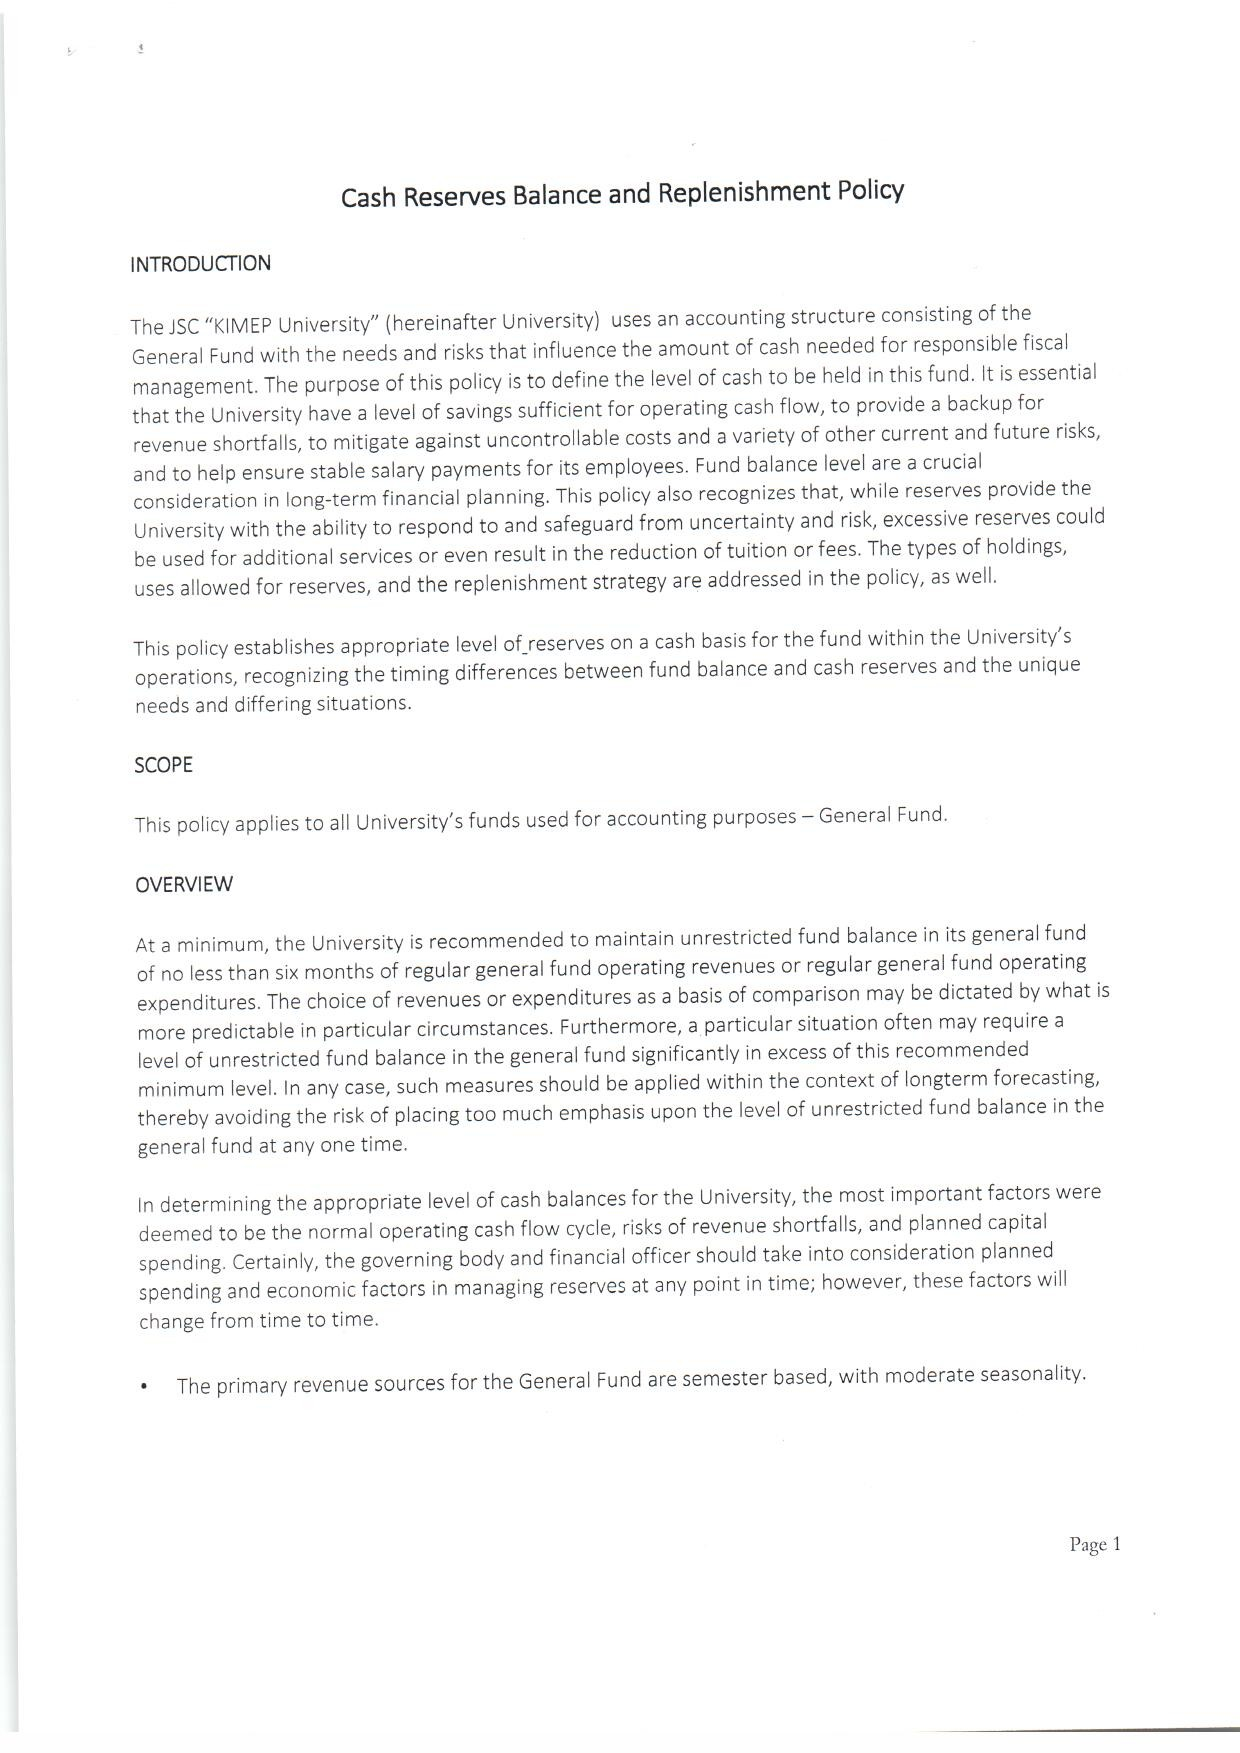 Cash Reserves Balance and Replenishment Policy
INTRODUCTION
The JSC "KIMEP University" (hereinafter University) uses an accounting structure consisting of the
General Fund with the needs and risks that influence the amount of cash needed for responsible fiscal
management. The purpose of this policy is to define the level of cash to be held in this fund. It is essential
that the University have a level of savings sufficient for operating cash flow, to provide a backup for
revenue shortfalls, to mitigate against uncontrollable costs and a variety of other current and future risks,
and to help ensure stable salary payments for its employees. Fund balance level are a crucial
consideration in long-term financial planning. This policy also recognizes that, while reserves provide the
University with the ability to respond to and safeguard from uncertainty and risk, excessive reserves could
be used for additional services or even result in the reduction of tuition or fees. The types of holdings,
uses allowed for reserves, and the replenishment strategy are addressed in the policy, as well.
This policy establishes appropriate level of_reserves on a cash basis for the fund within the University's
operations, recognizing the timing differences between fund balance and cash reserves and the unique
needs and differing situations.
SCOPE
This policy applies to all University's funds used for accounting purposes – General Fund.
OVERVIEW
At a minimum, the University is recommended to maintain unrestricted fund balance in its general fund
of no less than six months of regular general fund operating revenues or regular general fund operating
expenditures. The choice of revenues or expenditures as a basis of comparison may be dictated by what is
more predictable in particular circumstances. Furthermore, a particular situation often may require a
level of unrestricted fund balance in the general fund significantly in excess of this recommended
minimum level. In any case, such measures should be applied within the context of longterm forecasting,
thereby avoiding the risk of placing too much emphasis upon the level of unrestricted fund balance in the
general fund at any one time.
In determining the appropriate level of cash balances for the University, the most important factors were
deemed to be the normal operating cash flow cycle, risks of revenue shortfalls, and planned capital
spending. Certainly, the governing body and financial officer should take into consideration planned
spending and economic factors in managing reserves at any point in time; however, these factors will
change from time to time.
• The primary revenue sources for the General Fund are semester based, with moderate seasonality.
Page 1